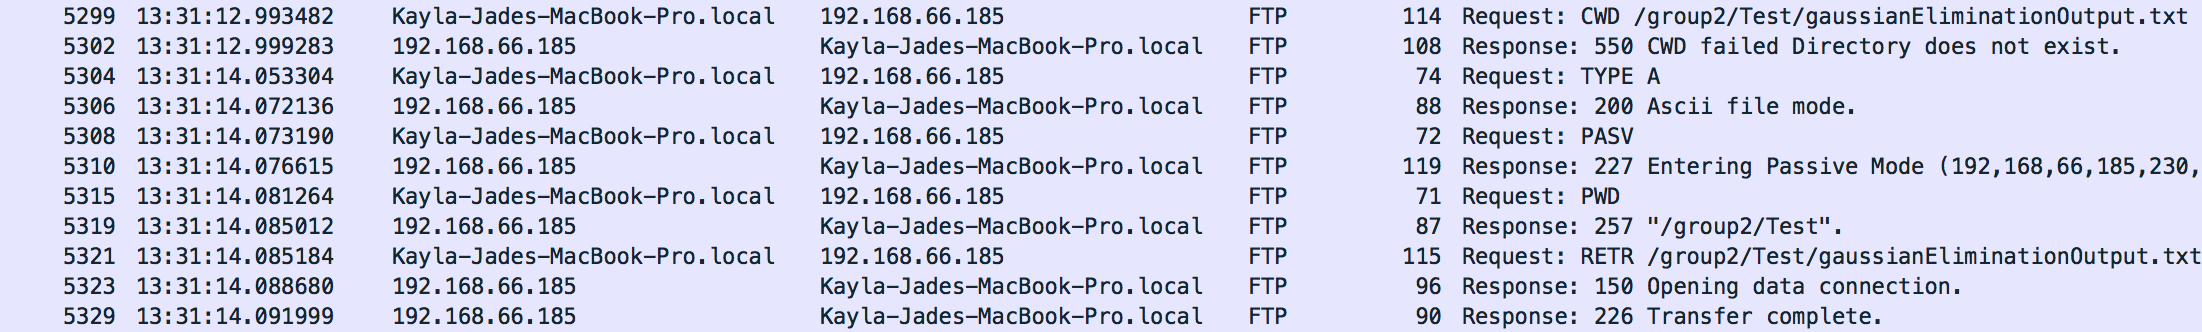 5299 13:31:12.993482 Kayla-Jades-MacBook-Pro.local 192.168.66.185 FTP 114 Request: CWD /group2/Test/gaussianEliminationOutput.txt
5302 13:31:12.999283 192.168.66.185 Kayla-Jades-MacBook-Pro.local FTP 108 Response: 550 CWD failed Directory does not exist.
5304 13:31:14.053304 Kayla-Jades-MacBook-Pro.local 192.168.66.185 FTP 74 Request: TYPE A
5306 13:31:14.072136 192.168.66.185 Kayla-Jades-MacBook-Pro.local FTP 88 Response: 200 Ascii file mode.
5308 13:31:14.073190 Kayla-Jades-MacBook-Pro.local 192.168.66.185 FTP 72 Request: PASV
5310 13:31:14.076615 192.168.66.185 Kayla-Jades-MacBook-Pro.local FTP 119 Response: 227 Entering Passive Mode (192,168,66,185,230,
5315 13:31:14.081264 Kayla-Jades-MacBook-Pro.local 192.168.66.185 FTP 71 Request: PWD
5319 13:31:14.085012 192.168.66.185 Kayla-Jades-MacBook-Pro.local FTP 87 Response: 257 "/group2/Test".
5321 13:31:14.085184 Kayla-Jades-MacBook-Pro.local 192.168.66.185 FTP 115 Request: RETR /group2/Test/gaussianEliminationOutput.txt
5323 13:31:14.088680 192.168.66.185 Kayla-Jades-MacBook-Pro.local FTP 96 Response: 150 Opening data connection.
5329 13:31:14.091999 192.168.66.185 Kayla-Jades-MacBook-Pro.local FTP 90 Response: 226 Transfer complete.